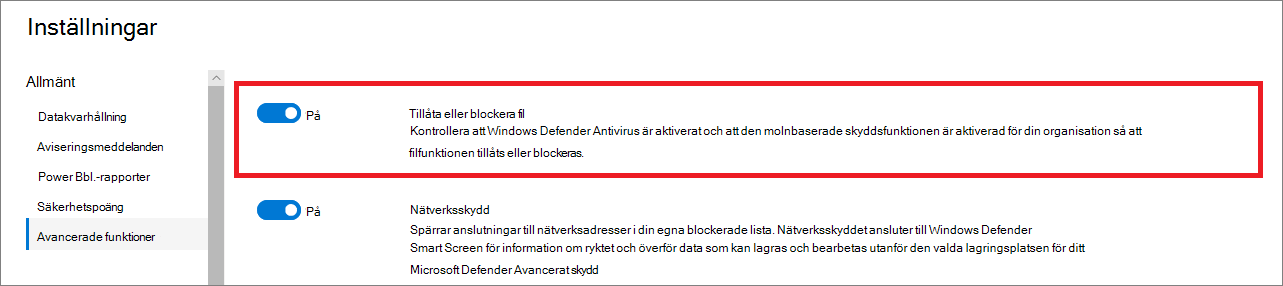 Inställningar
Allmänt
Datakvarhållning
Aviseringsmeddelanden
Power Bbl.-rapporter
Säkerhetspoäng
Avancerade funktioner
På
Tillåta eller blockera fil
Kontrollera att Windows Defender Antivirus är aktiverat och att den molnbaserade skyddsfunktionen är aktiverad för din organisation så att
filfunktionen tillåts eller blockeras.
På
Nätverksskydd
Spärrar anslutningar till nätverksadresser i din egna blockerade lista. Nätverksskyddet ansluter till Windows Defender
Smart Screen för information om ryktet och överför data som kan lagras och bearbetas utanför den valda lagringsplatsen för ditt
Microsoft Defender Avancerat skydd